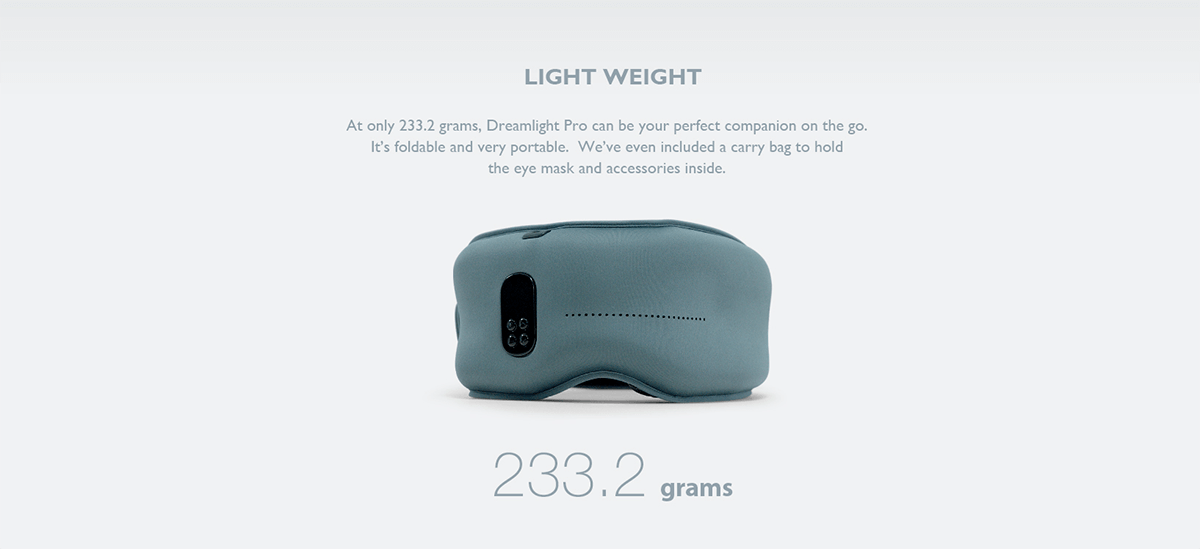 LIGHT WEIGHT
At only 233.2 grams, Dreamlight Pro can be your perfect companion on the go.
It's foldable and very portable.  We've even included a carry bag to hold
the eye mask and accessories inside.
233.2 grams